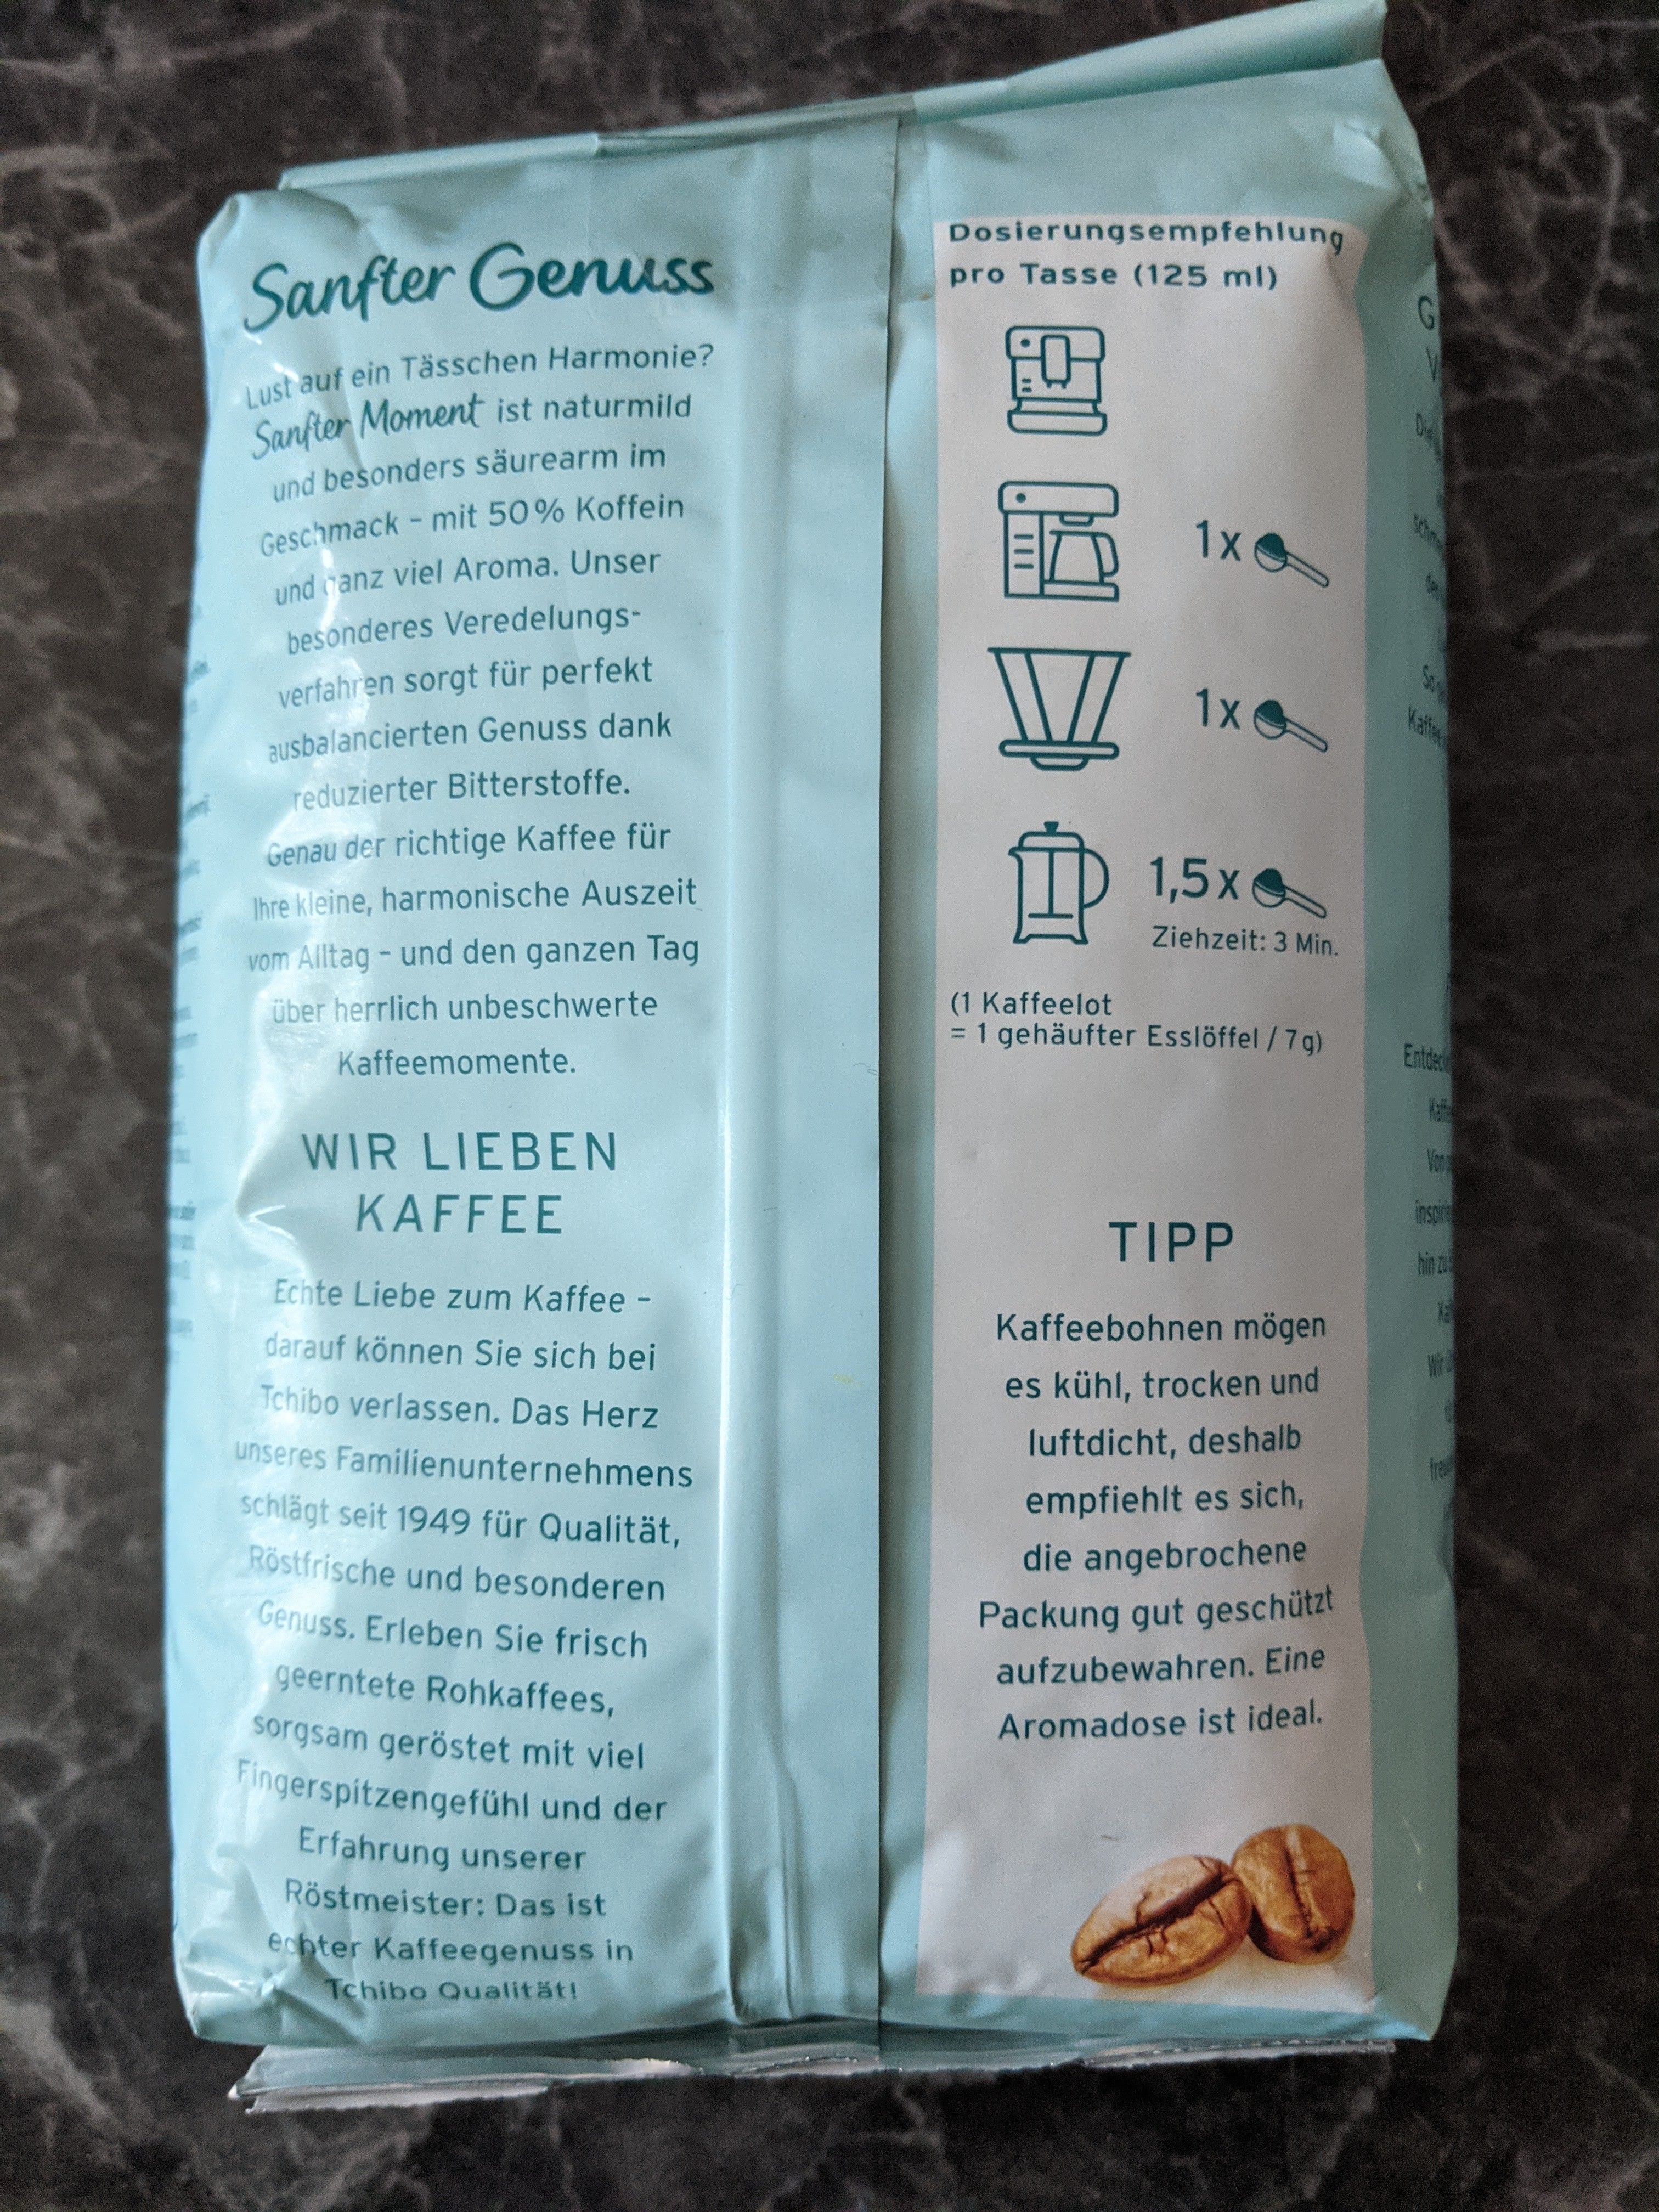 Sanfter Genuss
Lust auf ein Tässchen Harmonie?
Sanfter Moment ist naturmild
und besonders säurearm im
Geschmack – mit 50% Koffein
und ganz viel Aroma. Unser
besonderes Veredelungs-
verfahren sorgt für perfekt
ausbalancierten Genuss dank
reduzierter Bitterstoffe.
Genau der richtige Kaffee für
Ihre kleine, harmonische Auszeit
vom Alltag – und den ganzen Tag
über herrlich unbeschwerte
Kaffeemomente.
WIR LIEBEN
KAFFEE
Echte Liebe zum Kaffee –
darauf können Sie sich bei
Tchibo verlassen. Das Herz
unseres Familienunternehmens
schlägt seit 1949 für Qualität,
Röstfrische und besonderen
Genuss. Erleben Sie frisch
geerntete Rohkaffees,
sorgsam geröstet mit viel
Fingerspitzengefühl und der
Erfahrung unserer
Röstmeister: Das ist
echter Kaffeegenuss in
Tchibo Qualität!
Dosierungsempfehlung
pro Tasse (125 ml)
1x
1x
1,5x
Ziehzeit: 3 Min.
(1 Kaffeelot
= 1 gehäufter Esslöffel / 7g)
TIPP
Kaffeebohnen mögen
es kühl, trocken und
luftdicht, deshalb
empfiehlt es sich,
die angebrochene
Packung gut geschützt
aufzubewahren. Eine
Aromadose ist ideal.